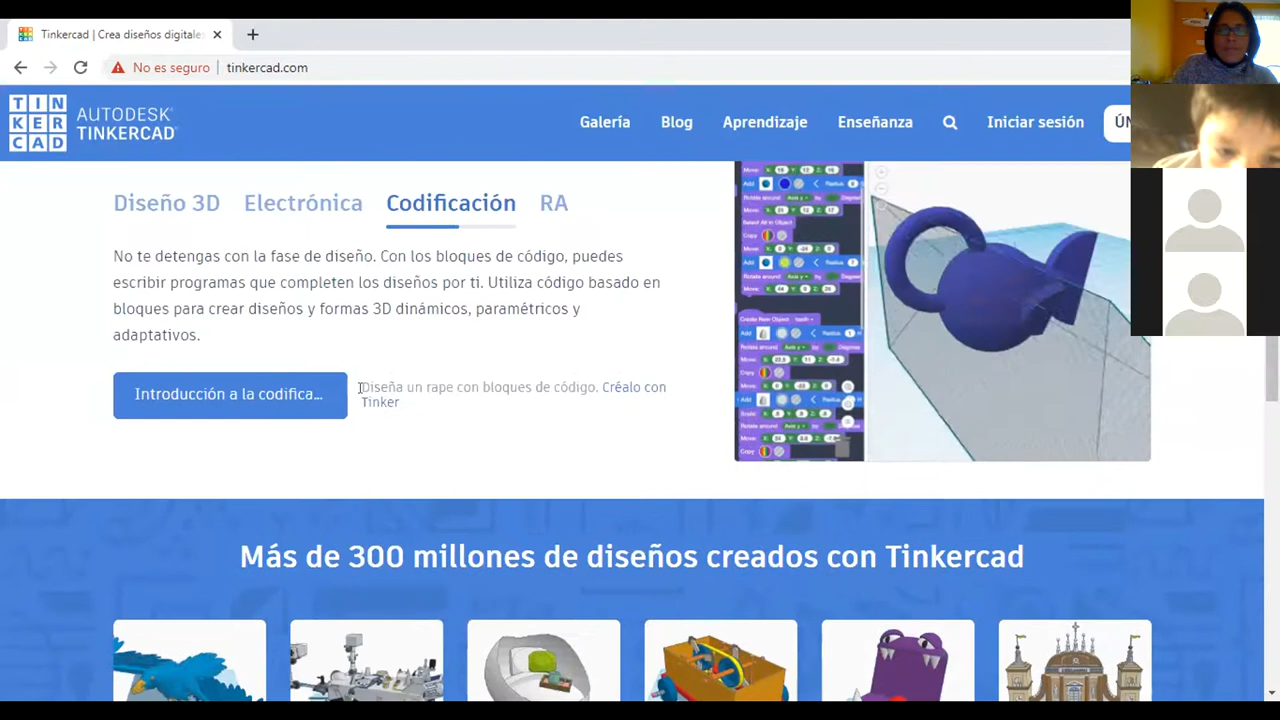 Tinkercad | Crea diseños digitales
No es seguro
tinkercad.com
TIN
KER
CAD
AUTODESK
TINKERCAD
Galería
Blog
Aprendizaje
Enseñanza
Iniciar sesión
Diseño 3D
Electrónica
Codificación
RA
No te detengas con la fase de diseño. Con los bloques de código, puedes
escribir programas que completen los diseños por ti. Utiliza código basado en
bloques para crear diseños y formas 3D dinámicos, paramétricos y
adaptativos.
Introducción a la codifica...
Diseña un rape con bloques de código. Créalo con
Tinker
Más de 300 millones de diseños creados con Tinkercad